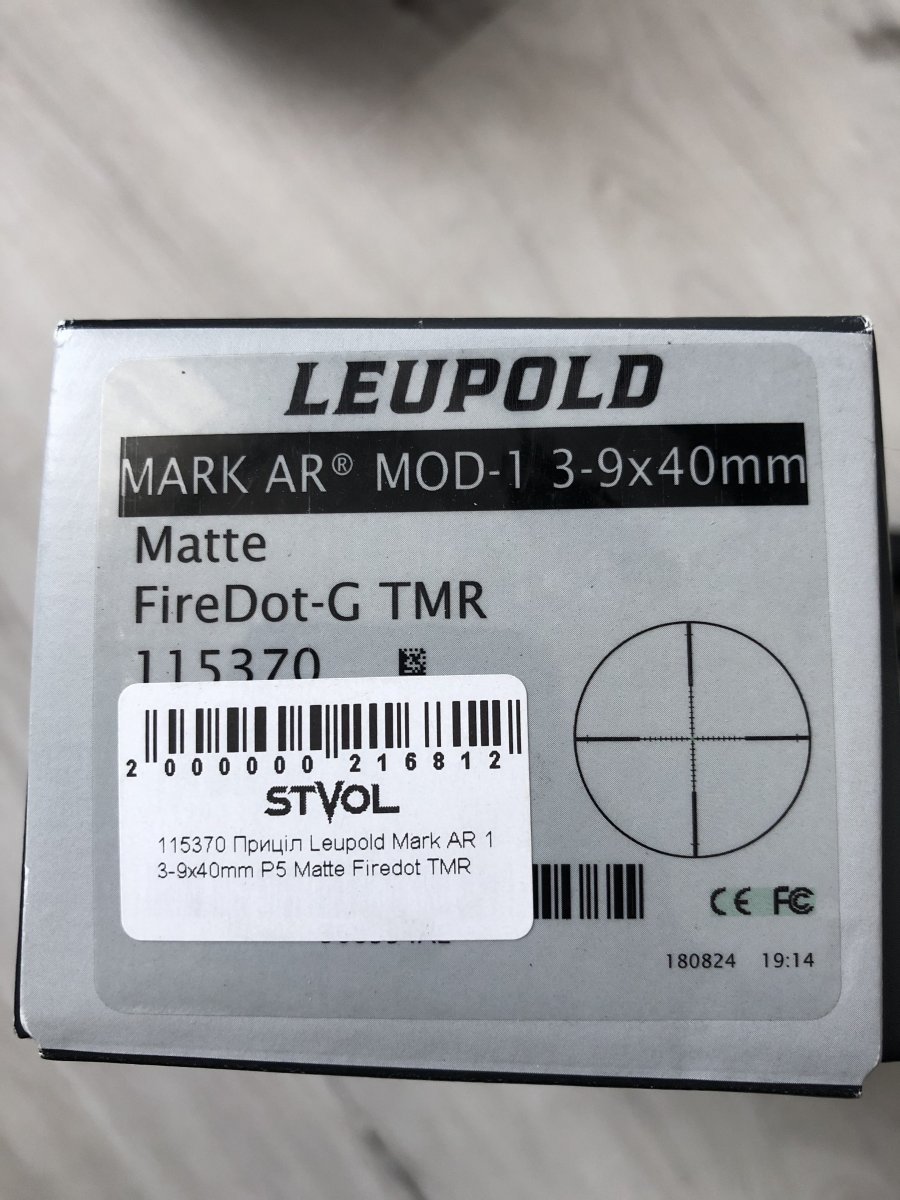 LEUPOLD
MARK AR® MOD-1 3-9x40mm
Matte
FireDot-G TMR
115370
2 000000 216812
STVOL
115370 Приціл Leupold Mark AR 1
3-9x40mm P5 Matte Firedot TMR
CE FC
180824 19:14